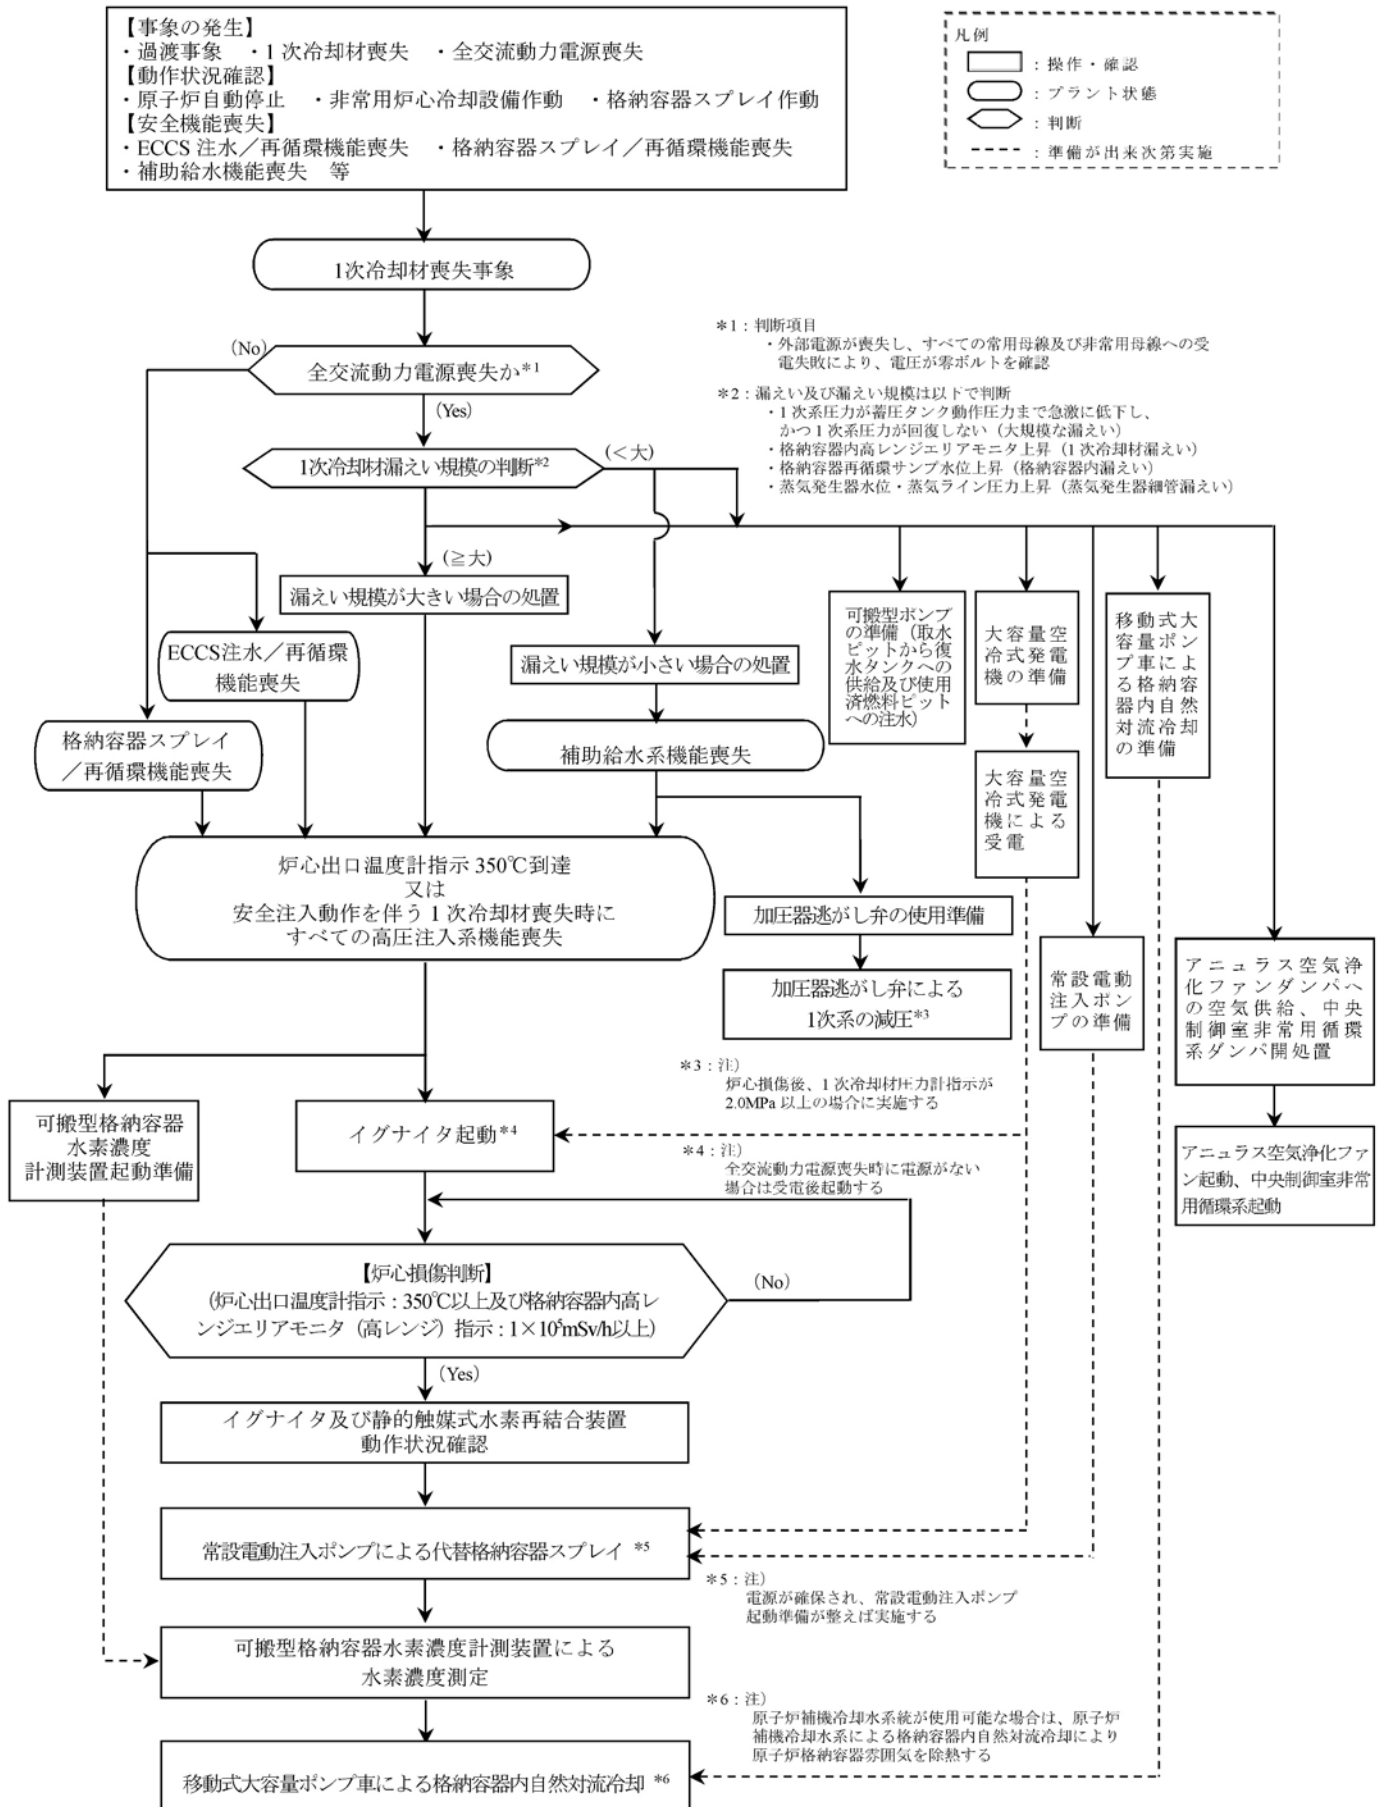 【事象の発生】
・過渡事象　・1次冷却材喪失　・全交流動力電源喪失
【動作状況確認】
・原子炉自動停止　・非常用炉心冷却設備作動　・格納容器スプレイ作動
【安全機能喪失】
・ECCS 注水／再循環機能喪失　・格納容器スプレイ／再循環機能喪失
・補助給水機能喪失　等
凡例
：操作・確認
：プラント状態
：判断
：準備が出来次第実施
1次冷却材喪失事象
（No）
全交流動力電源喪失か*1
（Yes）
＊1：判断項目
・外部電源が喪失し、すべての常用母線及び非常用母線への受
電失敗により、電圧が零ボルトを確認
＊2：漏えい及び漏えい規模は以下で判断
・1次系圧力が蓄圧タンク動作圧力まで急激に低下し、
かつ1次系圧力が回復しない（大規模な漏えい）
・格納容器内高レンジエリアモニタ上昇（1次冷却材漏えい）
・格納容器再循環サンプ水位上昇（格納容器内漏えい）
・蒸気発生器水位・蒸気ライン圧力上昇（蒸気発生器細管漏えい）
1次冷却材漏えい規模の判断*2
（＜大）
（≧大）
漏えい規模が大きい場合の処置
ECCS注水／再循環
機能喪失
漏えい規模が小さい場合の処置
格納容器スプレイ
／再循環機能喪失
補助給水系機能喪失
可搬型ポンプ
の準備（取水
ピットから復
水タンクへの
供給及び使用
済燃料ピット
への注水）
大容量空
冷式発電
機の準備
大容量空
冷式発電
機による
受電
移動式大
容量ポン
プ車によ
る格納容
器内自然
対流冷却
の準備
炉心出口温度計指示 350℃到達
又は
安全注入動作を伴う1次冷却材喪失時に
すべての高圧注入系機能喪失
加圧器逃がし弁の使用準備
加圧器逃がし弁による
1次系の減圧*3
常設電動
注入ポン
プの準備
アニュラス空気浄
化ファンダンパへ
の空気供給、中央
制御室非常用循環
系ダンパ開処置
＊3：注）
炉心損傷後、1次冷却材圧力計指示が
2.0MPa 以上の場合に実施する
可搬型格納容器
水素濃度
計測装置起動準備
イグナイタ起動*4
＊4：注）
全交流動力電源喪失時に電源がない
場合は受電後起動する
アニュラス空気浄化ファ
ン起動、中央制御室非常
用循環系起動
【炉心損傷判断】
（炉心出口温度計指示：350℃以上及び格納容器内高レ
ンジエリアモニタ（高レンジ）指示：1×10⁵mSv/h以上）
（No）
（Yes）
イグナイタ及び静的触媒式水素再結合装置
動作状況確認
常設電動注入ポンプによる代替格納容器スプレイ *5
＊5：注）
電源が確保され、常設電動注入ポンプ
起動準備が整えば実施する
可搬型格納容器水素濃度計測装置による
水素濃度測定
＊6：注）
原子炉補機冷却水系統が使用可能な場合は、原子炉
補機冷却水系による格納容器内自然対流冷却により
原子炉格納容器雰囲気を除熱する
移動式大容量ポンプ車による格納容器内自然対流冷却 *6